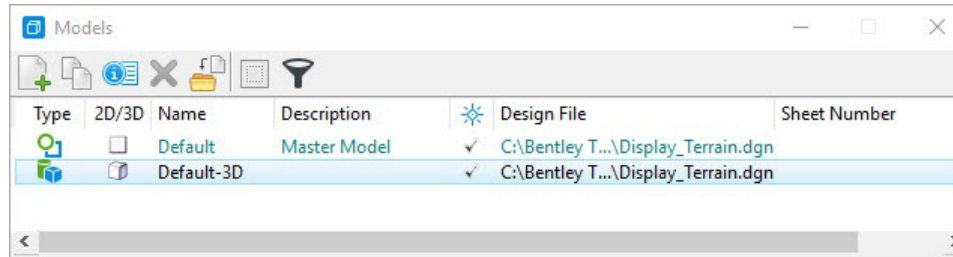 Models
Type 2D/3D Name Description Design File Sheet Number
Default Master Model C:\Bentley T...\Display_Terrain.dgn
Default-3D C:\Bentley T...\Display_Terrain.dgn